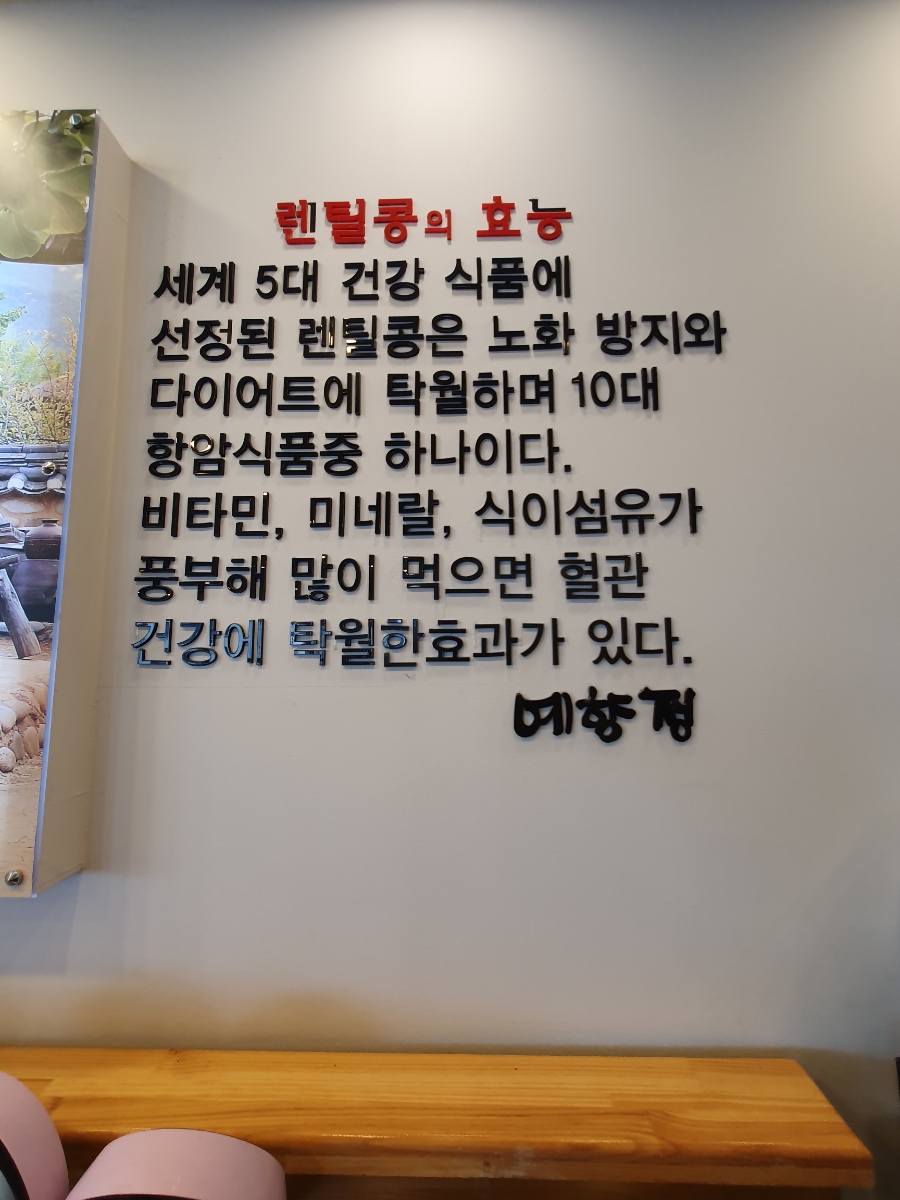 렌틸콩의 효능
세계 5대 건강 식품에
선정된 렌틸콩은 노화 방지와
다이어트에 탁월하며 10대
항암식품중 하나이다.
비타민, 미네랄, 식이섬유가
풍부해 많이 먹으면 혈관
건강에 탁월한효과가 있다.
예향정